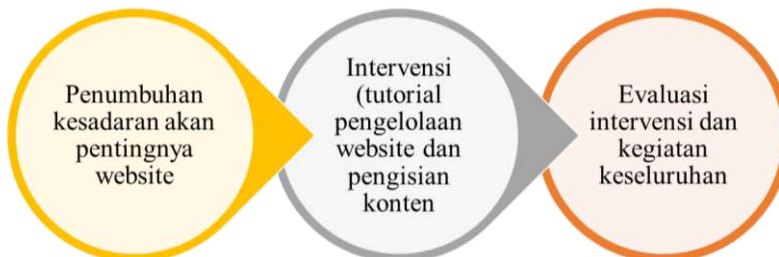 Penumbuhan
kesadaran akan
pentingnya
website
Intervensi
(tutorial
pengelolaan
website dan
pengisian
konten
Evaluasi
intervensi dan
kegiatan
keseluruhan